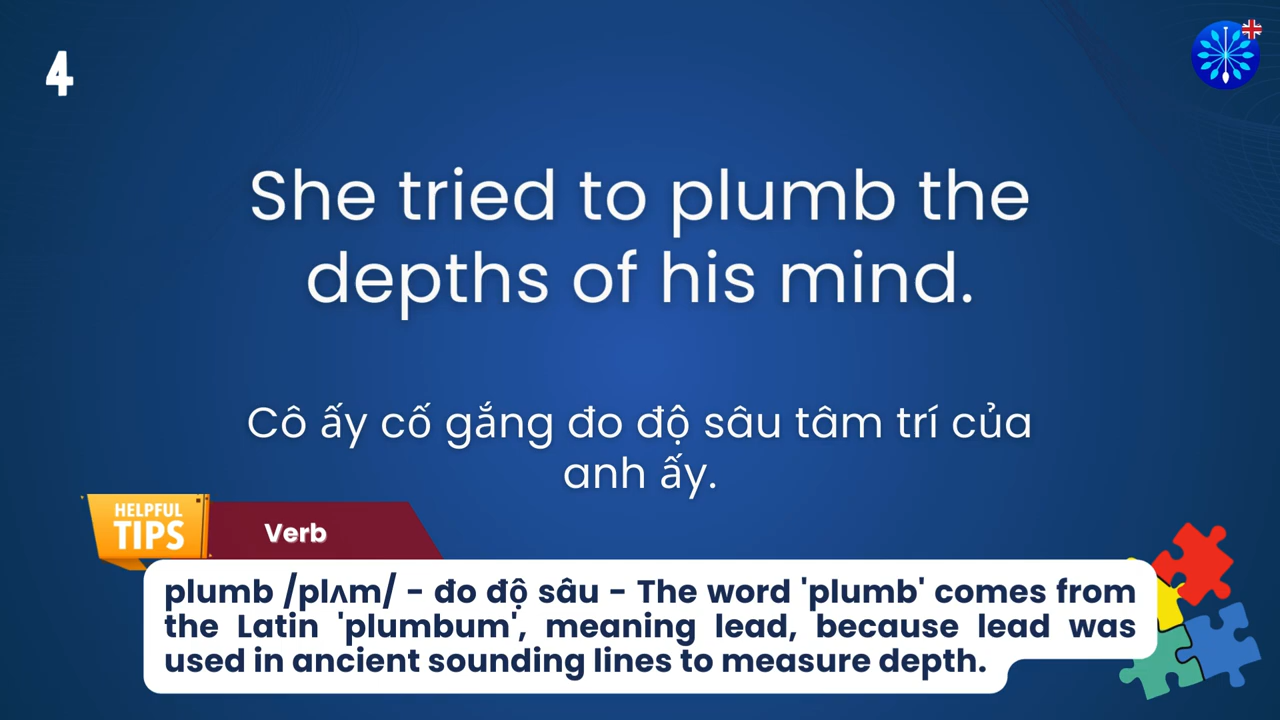 4
She tried to plumb the
depths of his mind.
Cô ấy cố gắng đo độ sâu tâm trí của
anh ấy.
HELPFUL
TIPS
Verb
plumb /plʌm/ - đo độ sâu - The word 'plumb' comes from
the Latin 'plumbum', meaning lead, because lead was
used in ancient sounding lines to measure depth.